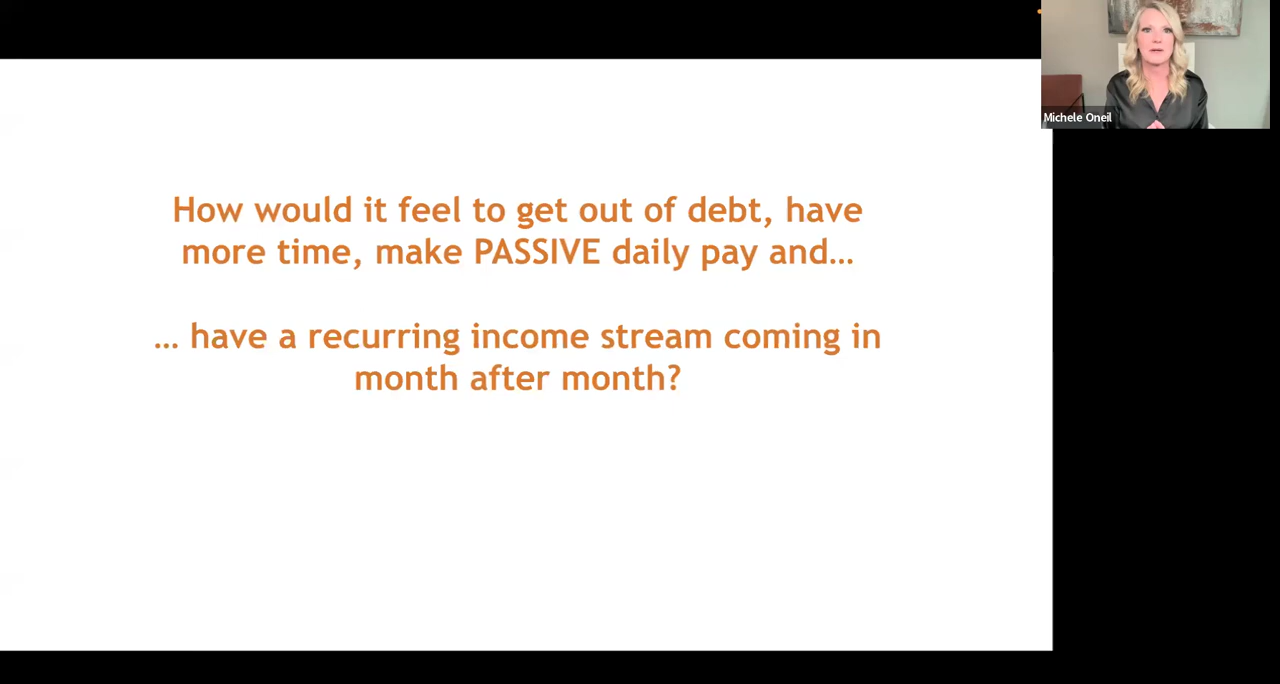 Michele Oneil
How would it feel to get out of debt, have
more time, make PASSIVE daily pay and...
... have a recurring income stream coming in
month after month?